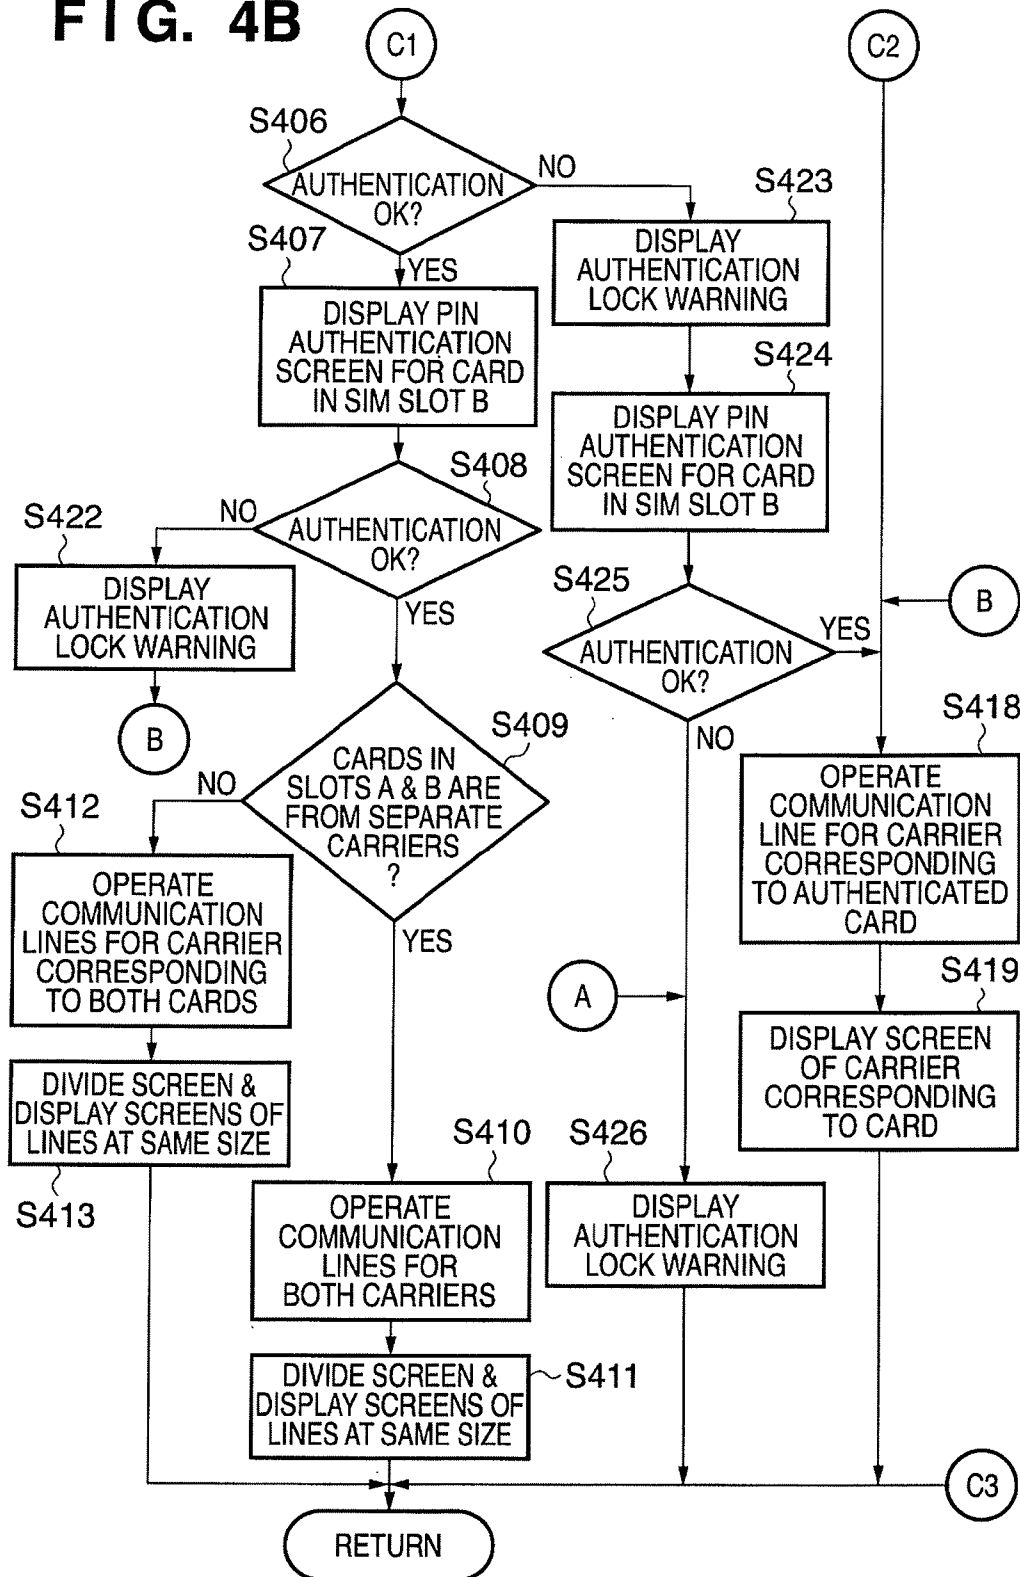 FIG. 4B
C1
C2
S406
AUTHENTICATION
OK?
NO
YES
S407
DISPLAY PIN
AUTHENTICATION
SCREEN FOR CARD
IN SIM SLOT B
S423
DISPLAY
AUTHENTICATION
LOCK WARNING
S424
DISPLAY PIN
AUTHENTICATION
SCREEN FOR CARD
IN SIM SLOT B
S408
AUTHENTICATION
OK?
NO
YES
S422
DISPLAY
AUTHENTICATION
LOCK WARNING
B
S425
AUTHENTICATION
OK?
YES
NO
B
S409
CARDS IN
SLOTS A & B ARE
FROM SEPARATE
CARRIERS
?
NO
YES
S412
OPERATE
COMMUNICATION
LINES FOR CARRIER
CORRESPONDING
TO BOTH CARDS
S418
OPERATE
COMMUNICATION
LINE FOR CARRIER
CORRESPONDING
TO AUTHENTICATED
CARD
A
S419
DISPLAY SCREEN
OF CARRIER
CORRESPONDING
TO CARD
DIVIDE SCREEN &
DISPLAY SCREENS OF
LINES AT SAME SIZE
S413
S410
OPERATE
COMMUNICATION
LINES FOR
BOTH CARRIERS
S426
DISPLAY
AUTHENTICATION
LOCK WARNING
DIVIDE SCREEN &
DISPLAY SCREENS OF
LINES AT SAME SIZE
S411
C3
RETURN